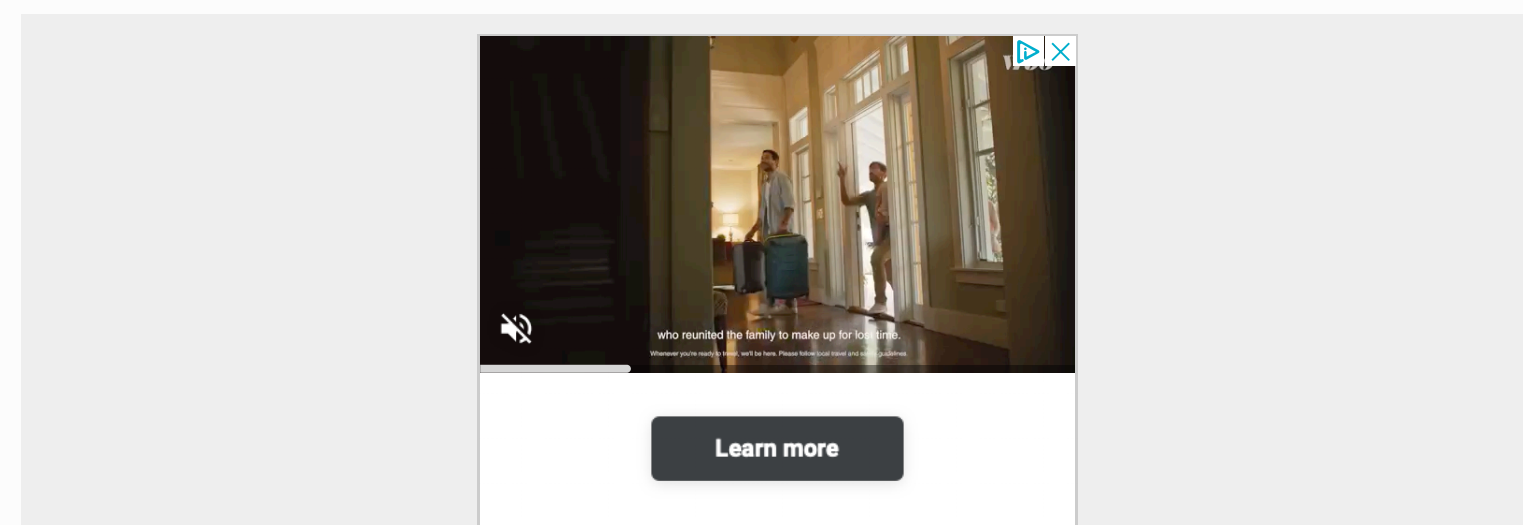 who reunited the family to make up for lost time.
Whenever you're ready to travel, we'll be here. Please follow local travel and safety guidelines.
Learn more